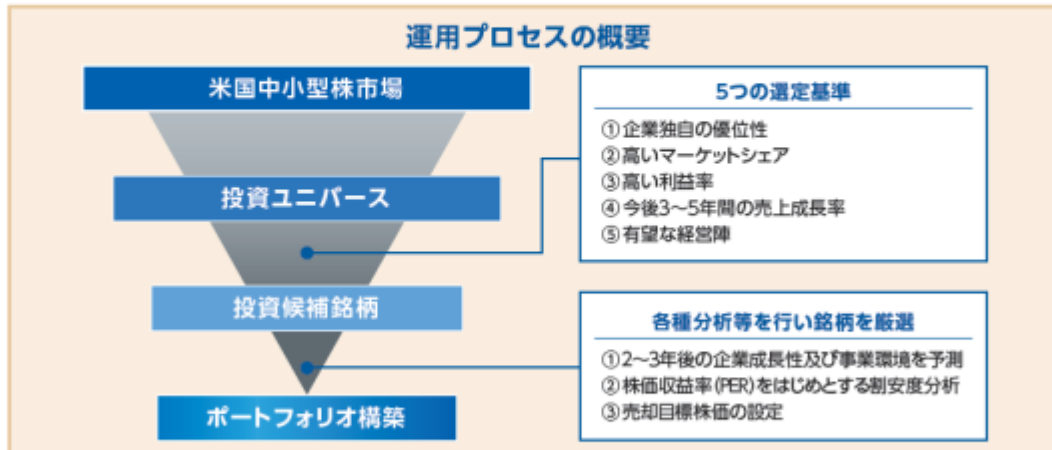 運用プロセスの概要
米国中小型株市場
投資ユニバース
投資候補銘柄
ポートフォリオ構築
5つの選定基準
①企業独自の優位性
②高いマーケットシェア
③高い利益率
④今後3～5年間の売上成長率
⑤有望な経営陣
各種分析等を行い銘柄を厳選
①2～3年後の企業成長性及び事業環境を予測
②株価収益率(PER)をはじめとする割安度分析
③売却目標株価の設定